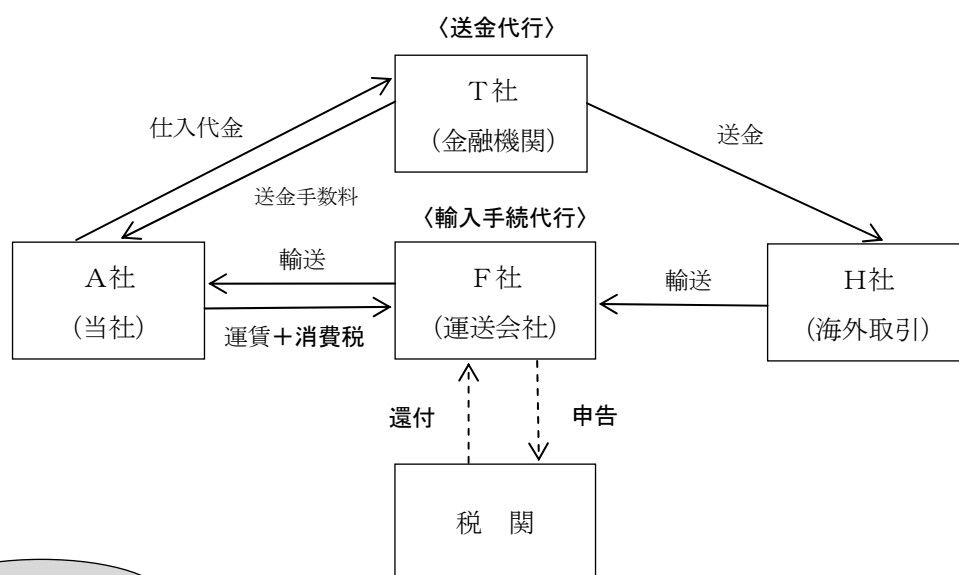 〈送金代行〉
T社
（金融機関）
仕入代金
送金
送金手数料
〈輸入手続代行〉
A社
（当社）
輸送
F社
（運送会社）
輸送
H社
（海外取引）
運賃＋消費税
還付
申告
税　関